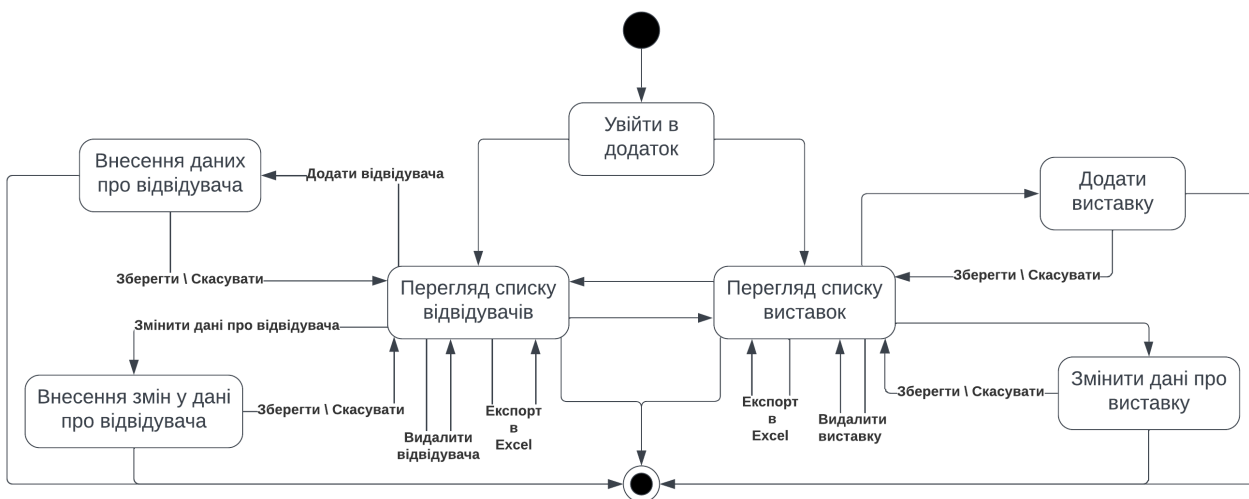 Увійти в
додаток
Внесення даних
про відвідувача
Додати відвідувача
Додати
виставку
Зберегти \ Скасувати
Перегляд списку
відвідувачів
Перегляд списку
виставок
Зберегти \ Скасувати
Змінити дані про відвідувача
Внесення змін у дані
про відвідувача
Зберегти \ Скасувати
Видалити
відвідувача
Експорт
в
Excel
Експорт
в
Excel
Видалити
виставку
Зберегти \ Скасувати
Змінити дані про
виставку